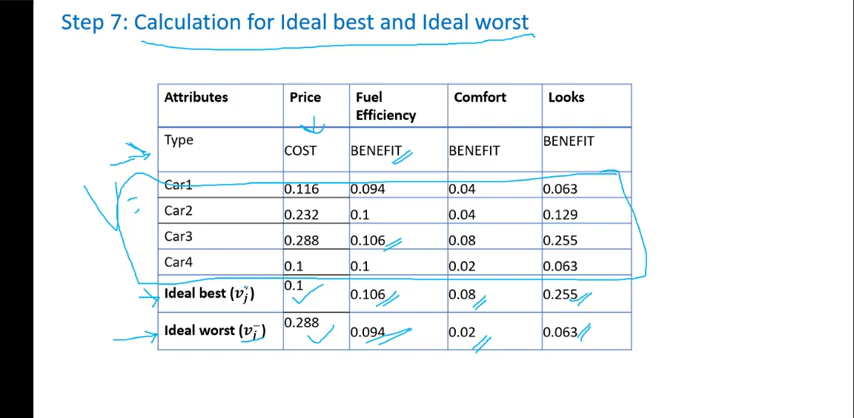 Step 7: Calculation for Ideal best and Ideal worst
Attributes Price Fuel Efficiency Comfort Looks
Type COST BENEFIT BENEFIT BENEFIT
Car1 0.116 0.094 0.04 0.063
Car2 0.232 0.1 0.04 0.129
Car3 0.288 0.106 0.08 0.255
Car4 0.1 0.1 0.02 0.063
Ideal best (v_j^+) 0.1 0.106 0.08 0.255
Ideal worst (v_j^-) 0.288 0.094 0.02 0.063